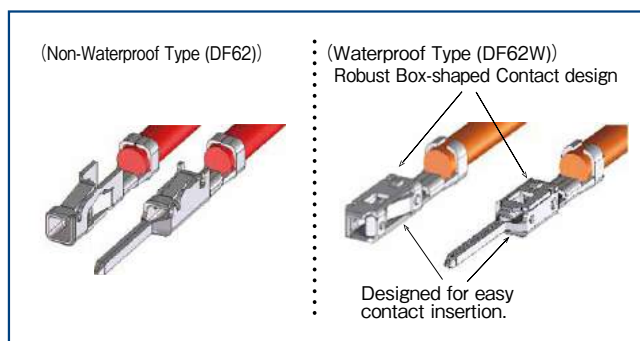 (Non-Waterproof Type (DF62))
(Waterproof Type (DF62W))
Robust Box-shaped Contact design
Designed for easy
contact insertion.